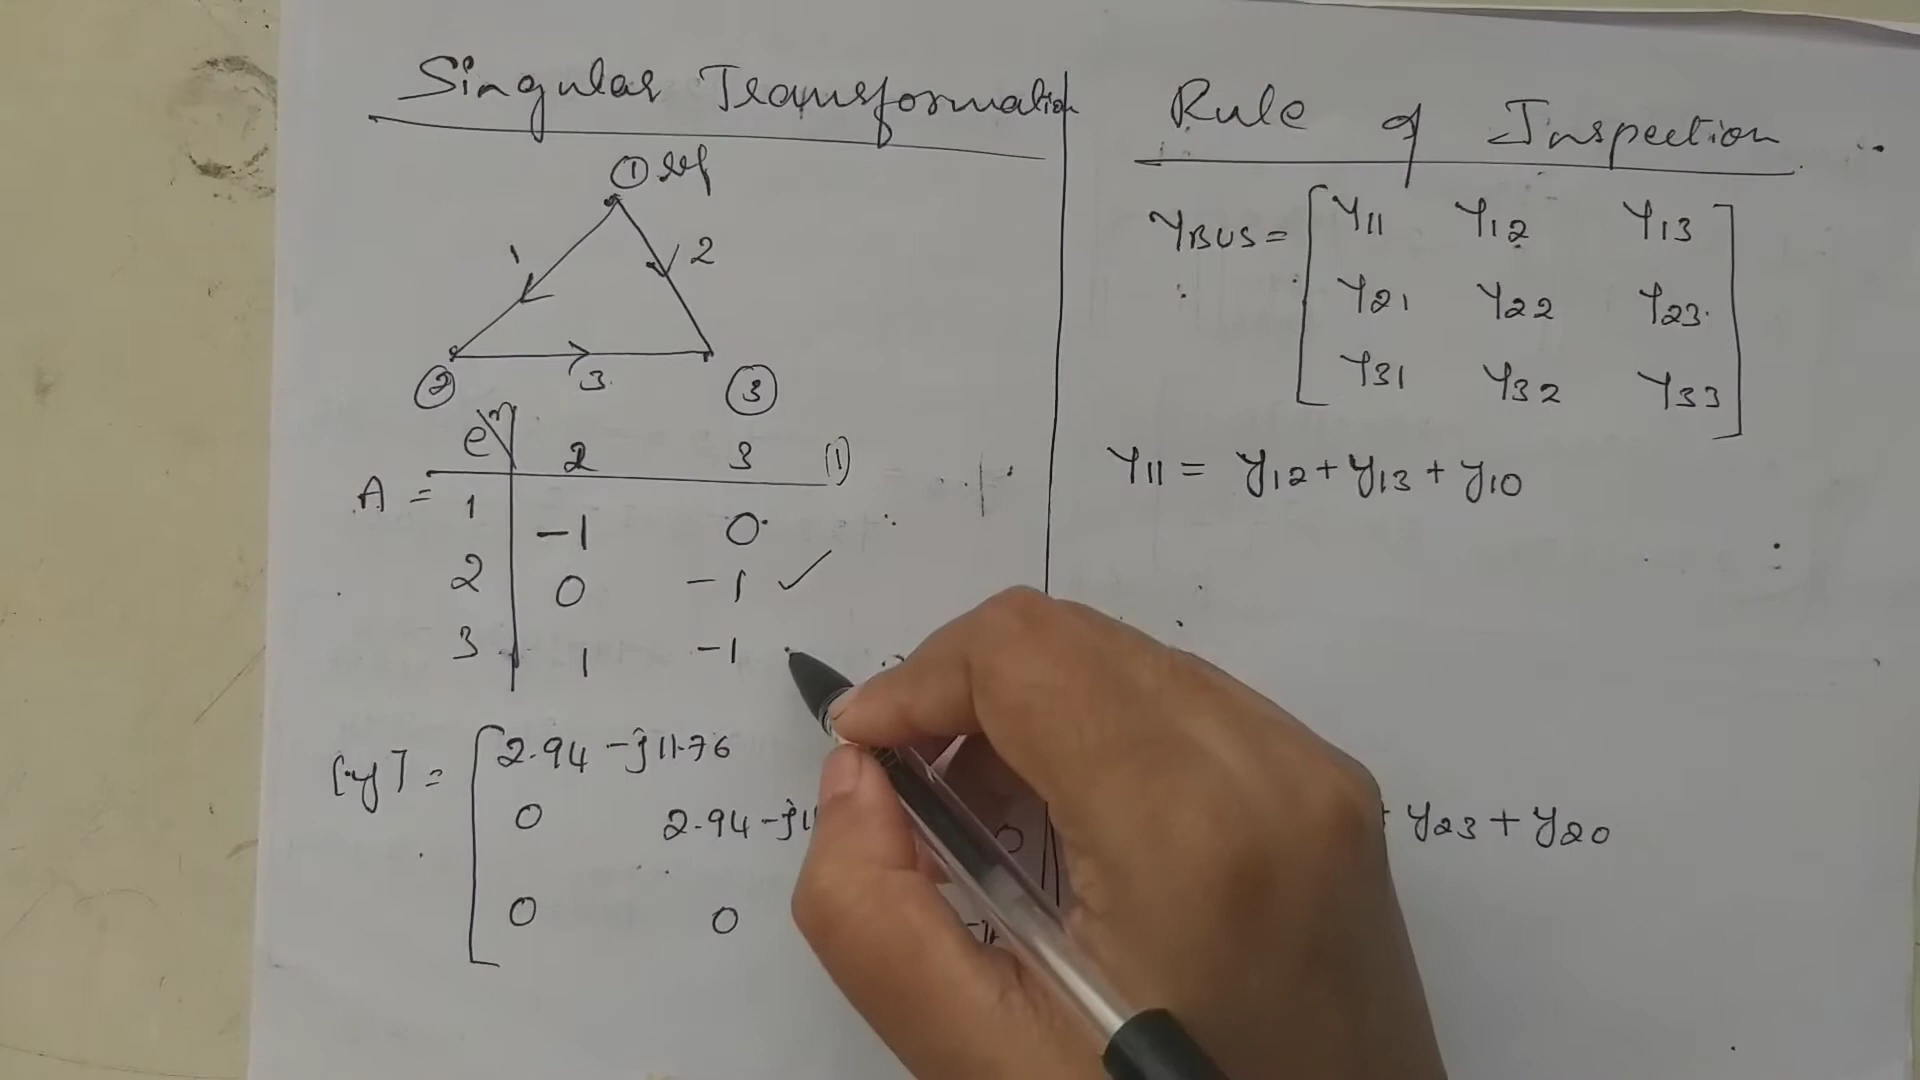 Singular Transformation
① ref
1
2
② 3 ③
e n 2 3 (1)
A = 1 -1 0
2 0 -1 ✓
3 1 -1
[y] = 2.94 - j11.76
0 2.94 - j1 0
0 0
Rule of Inspection
YBUS = Y11 Y12 Y13
Y21 Y22 Y23
Y31 Y32 Y33
Y11 = y12 + y13 + y10
+ y23 + y20